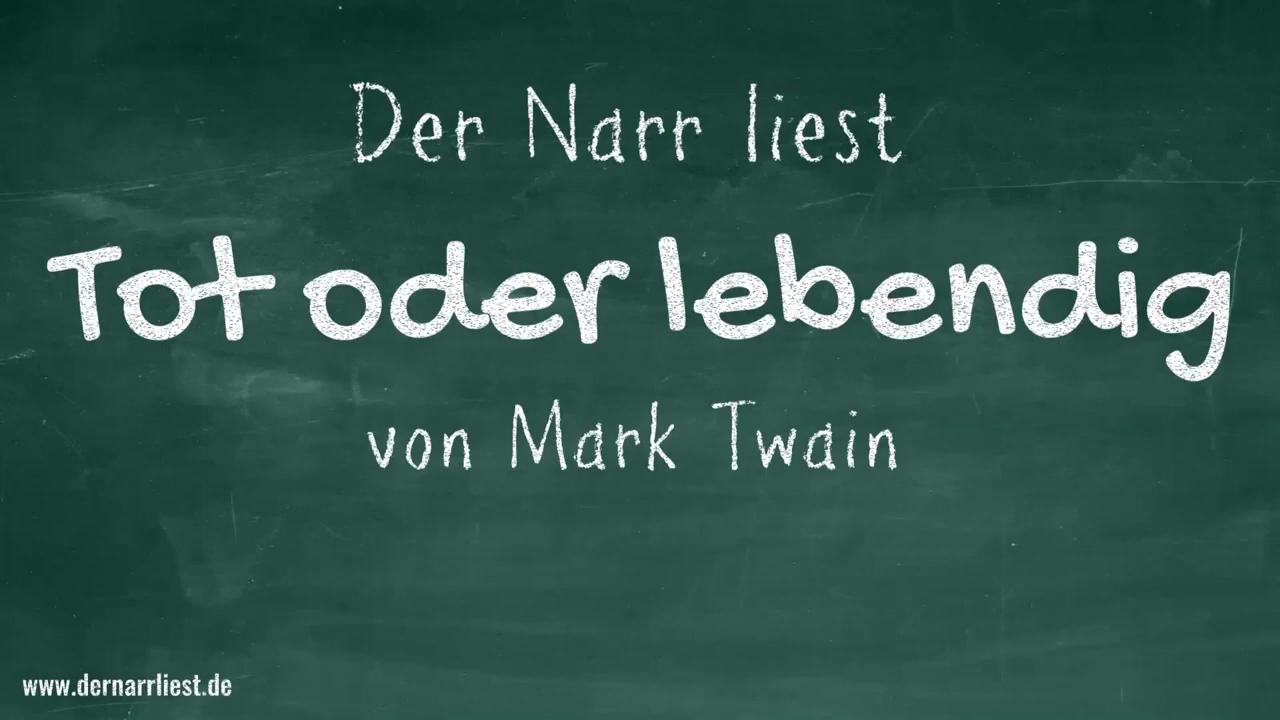 Der Narr liest
Tot oder lebendig
von Mark Twain
www.dernarrliest.de